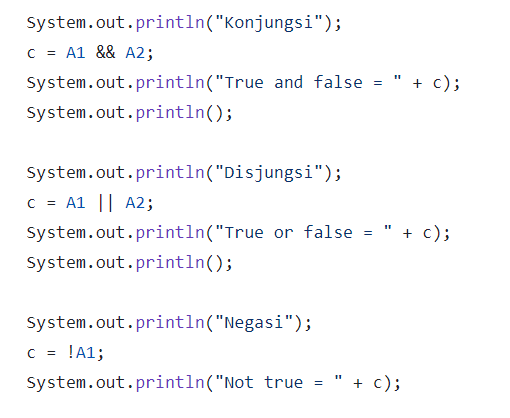 System.out.println("Konjungsi");
c = A1 && A2;
System.out.println("True and false = " + c);
System.out.println();
System.out.println("Disjungsi");
c = A1 || A2;
System.out.println("True or false = " + c);
System.out.println();
System.out.println("Negasi");
c = !A1;
System.out.println("Not true = " + c);